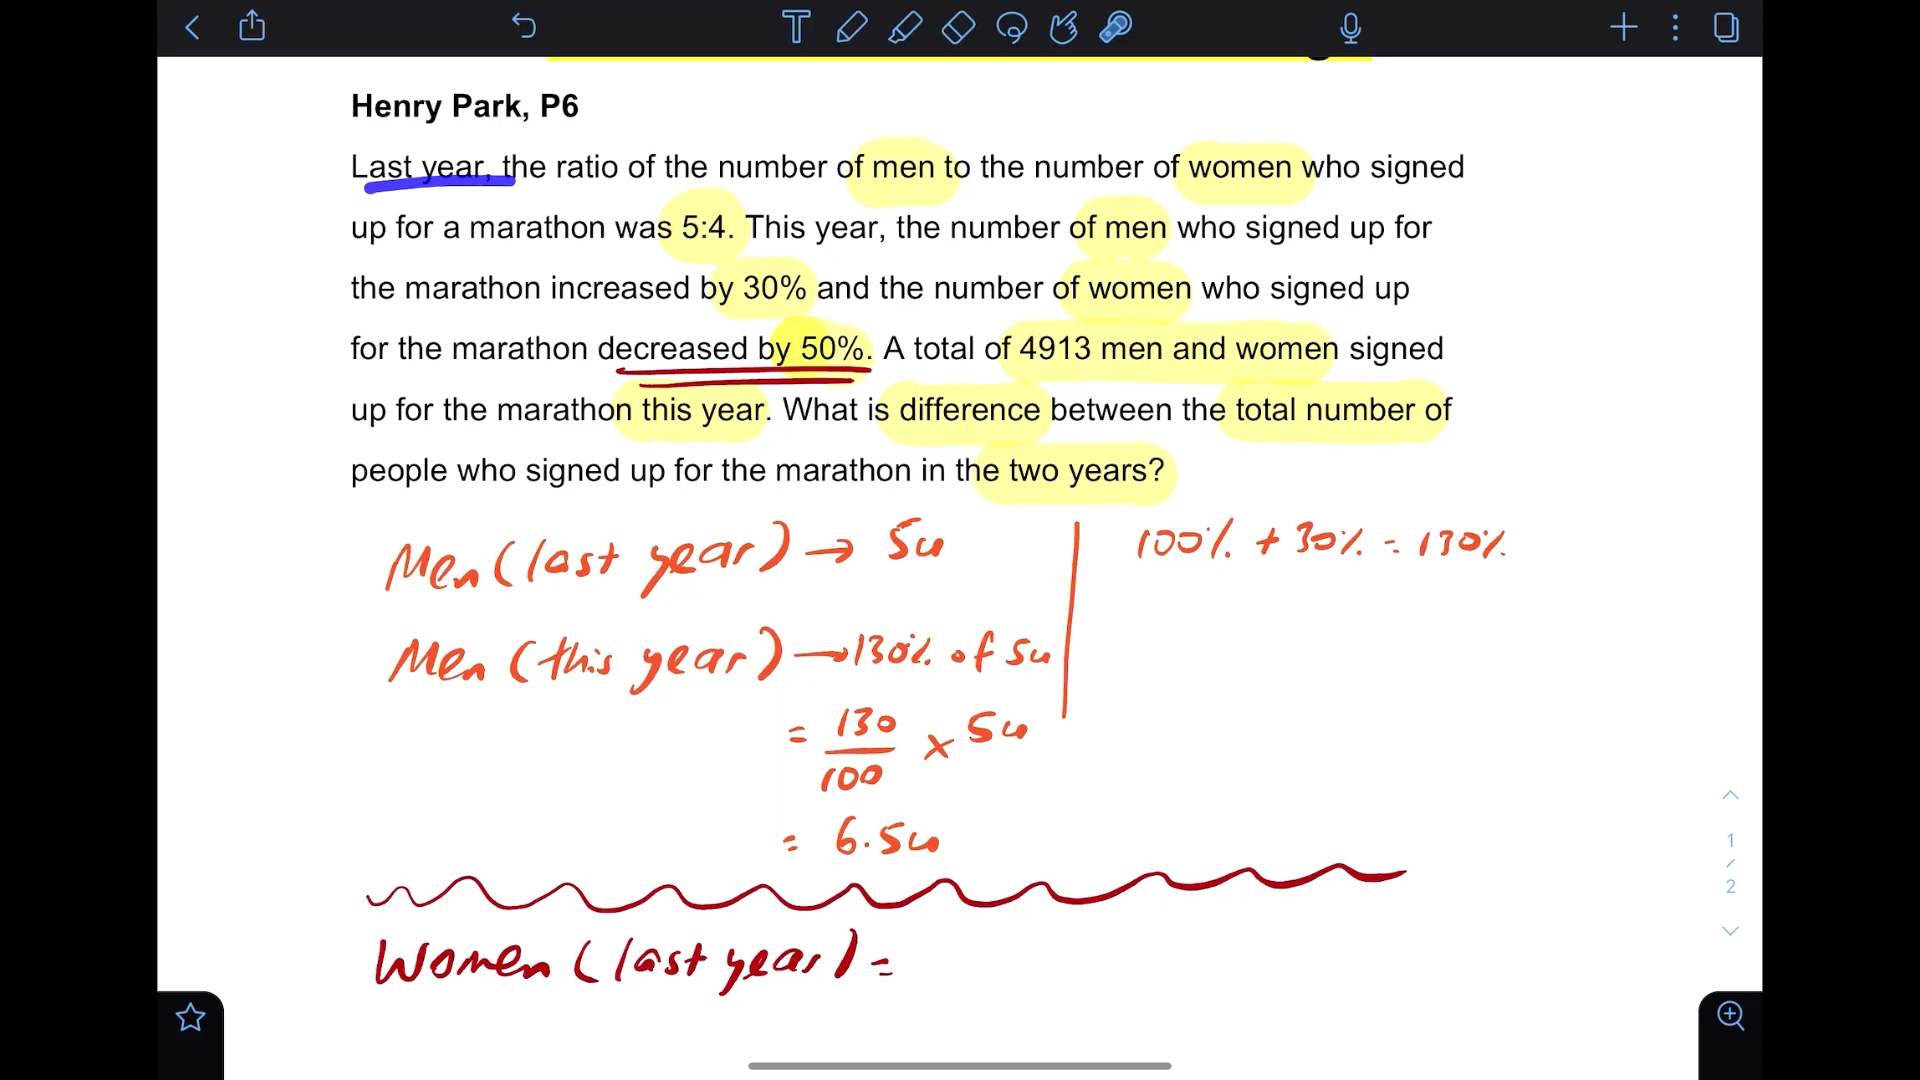 Henry Park, P6
Last year, the ratio of the number of men to the number of women who signed
up for a marathon was 5:4. This year, the number of men who signed up for
the marathon increased by 30% and the number of women who signed up
for the marathon decreased by 50%. A total of 4913 men and women signed
up for the marathon this year. What is difference between the total number of
people who signed up for the marathon in the two years?
Men (last year) → 5u
100% + 30% = 130%
Men (this year) → 130% of 5u
= 130/100 × 5u
= 6.5u
Women (last year) =
1
/
2